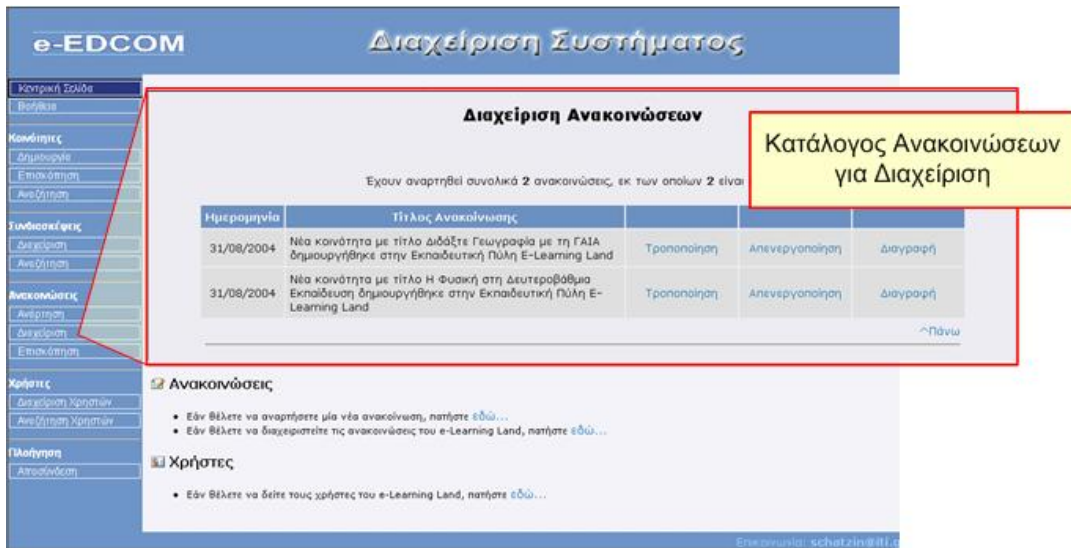 e-EDCOM
Διαχείριση Συστήματος
Κεντρική Σελίδα
Βοήθεια
Κοινότητες
Δημιουργία
Επισκόπηση
Αναζήτηση
Συνδιασκέψεις
Διαχείριση
Αναζήτηση
Ανακοινώσεις
Ανάρτηση
Διαχείριση
Επισκόπηση
Χρήστες
Διαχείριση Χρηστών
Αναζήτηση Χρηστών
Πλοήγηση
Αποσύνδεση
Διαχείριση Ανακοινώσεων
Κατάλογος Ανακοινώσεων
για Διαχείριση
Έχουν αναρτηθεί συνολικά 2 ανακοινώσεις, εκ των οποίων 2 είναι
Ημερομηνία Τίτλος Ανακοίνωσης
31/08/2004 Νέα κοινότητα με τίτλο Διδάξτε Γεωγραφία με τη ΓΑΙΑ
δημιουργήθηκε στην Εκπαιδευτική Πύλη E-Learning Land Τροποποίηση Απενεργοποίηση Διαγραφή
Νέα κοινότητα με τίτλο Η Φυσική στη Δευτεροβάθμια
31/08/2004 Εκπαίδευση δημιουργήθηκε στην Εκπαιδευτική Πύλη E- Τροποποίηση Απενεργοποίηση Διαγραφή
Learning Land
^Πάνω
Ανακοινώσεις
• Εάν θέλετε να αναρτήσετε μία νέα ανακοίνωση, πατήστε εδώ...
• Εάν θέλετε να διαχειριστείτε τις ανακοινώσεις του e-Learning Land, πατήστε εδώ...
Χρήστες
• Εάν θέλετε να δείτε τους χρήστες του e-Learning Land, πατήστε εδώ...
Επικοινωνία: schatzin@iti.g